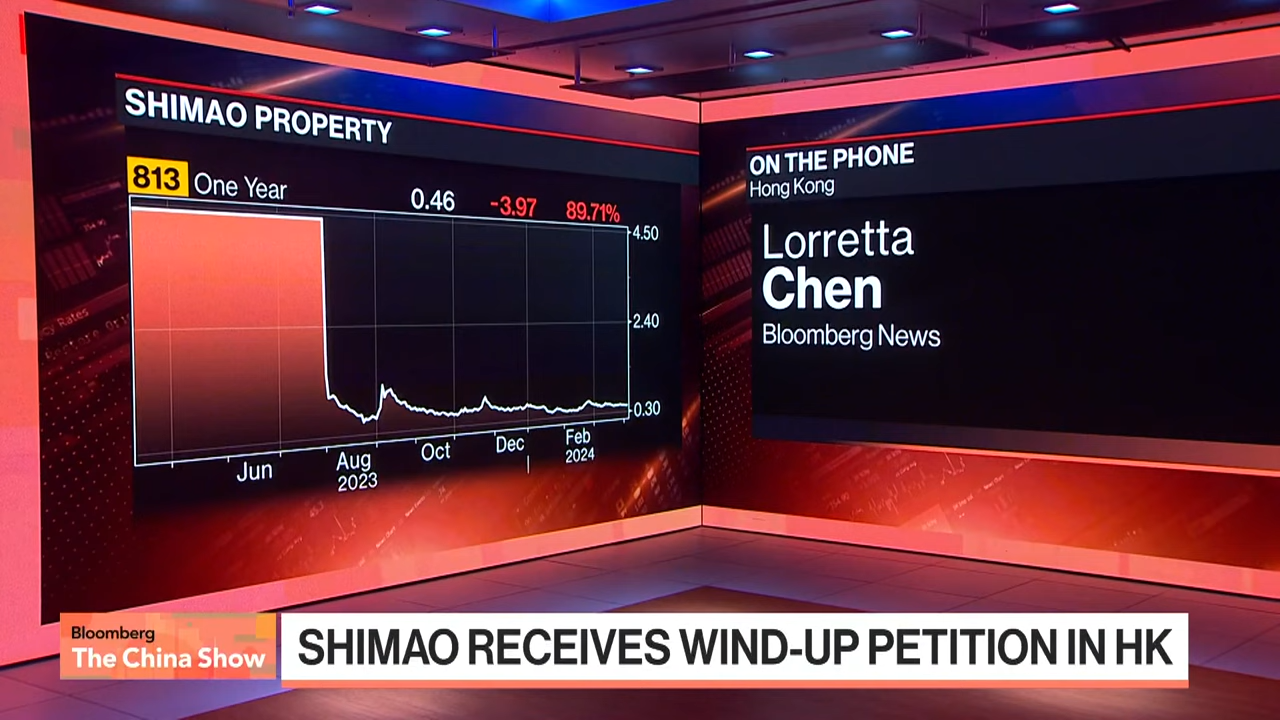 SHIMAO PROPERTY
813 One Year 0.46 -3.97 89.71%
4.50
2.40
0.30
Jun Aug Oct Dec Feb
2023 2024
ON THE PHONE
Hong Kong
Lorretta
Chen
Bloomberg News
Bloomberg
The China Show
SHIMAO RECEIVES WIND-UP PETITION IN HK